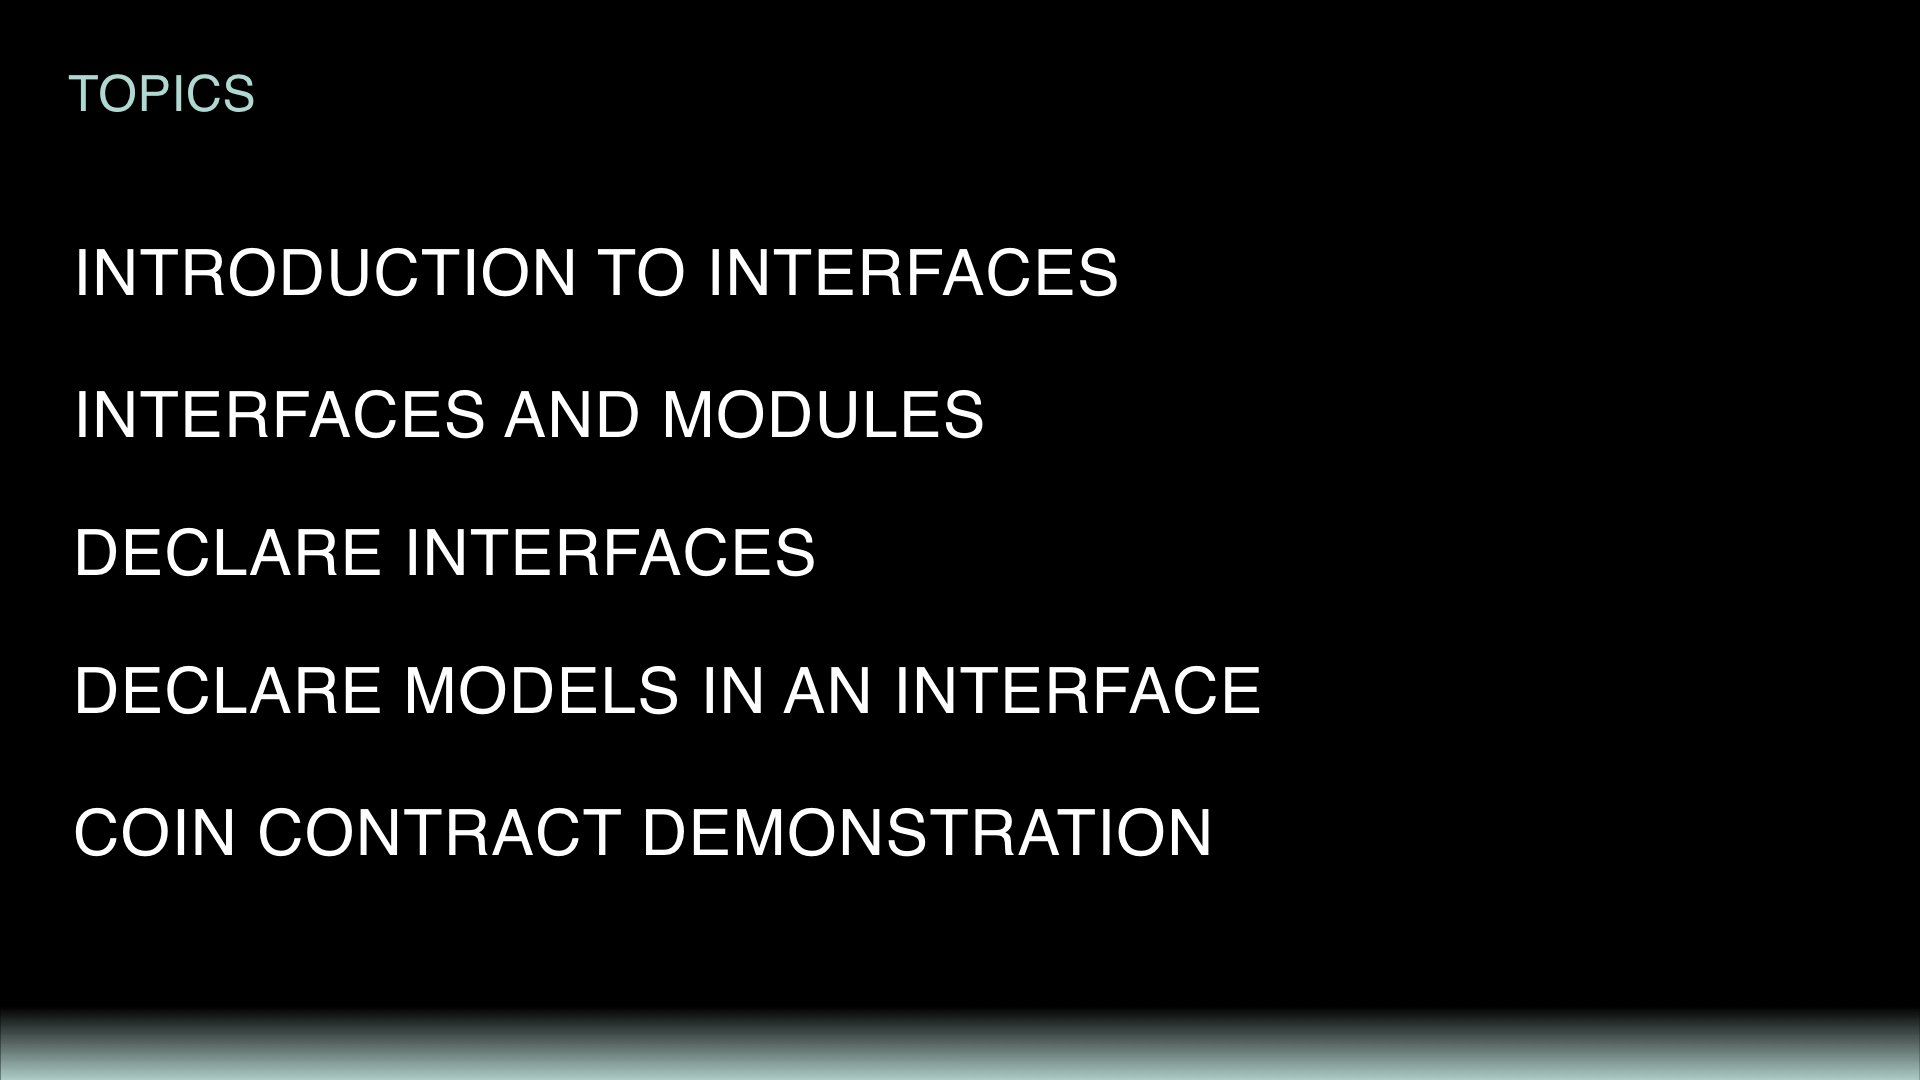 TOPICS
INTRODUCTION TO INTERFACES
INTERFACES AND MODULES
DECLARE INTERFACES
DECLARE MODELS IN AN INTERFACE
COIN CONTRACT DEMONSTRATION